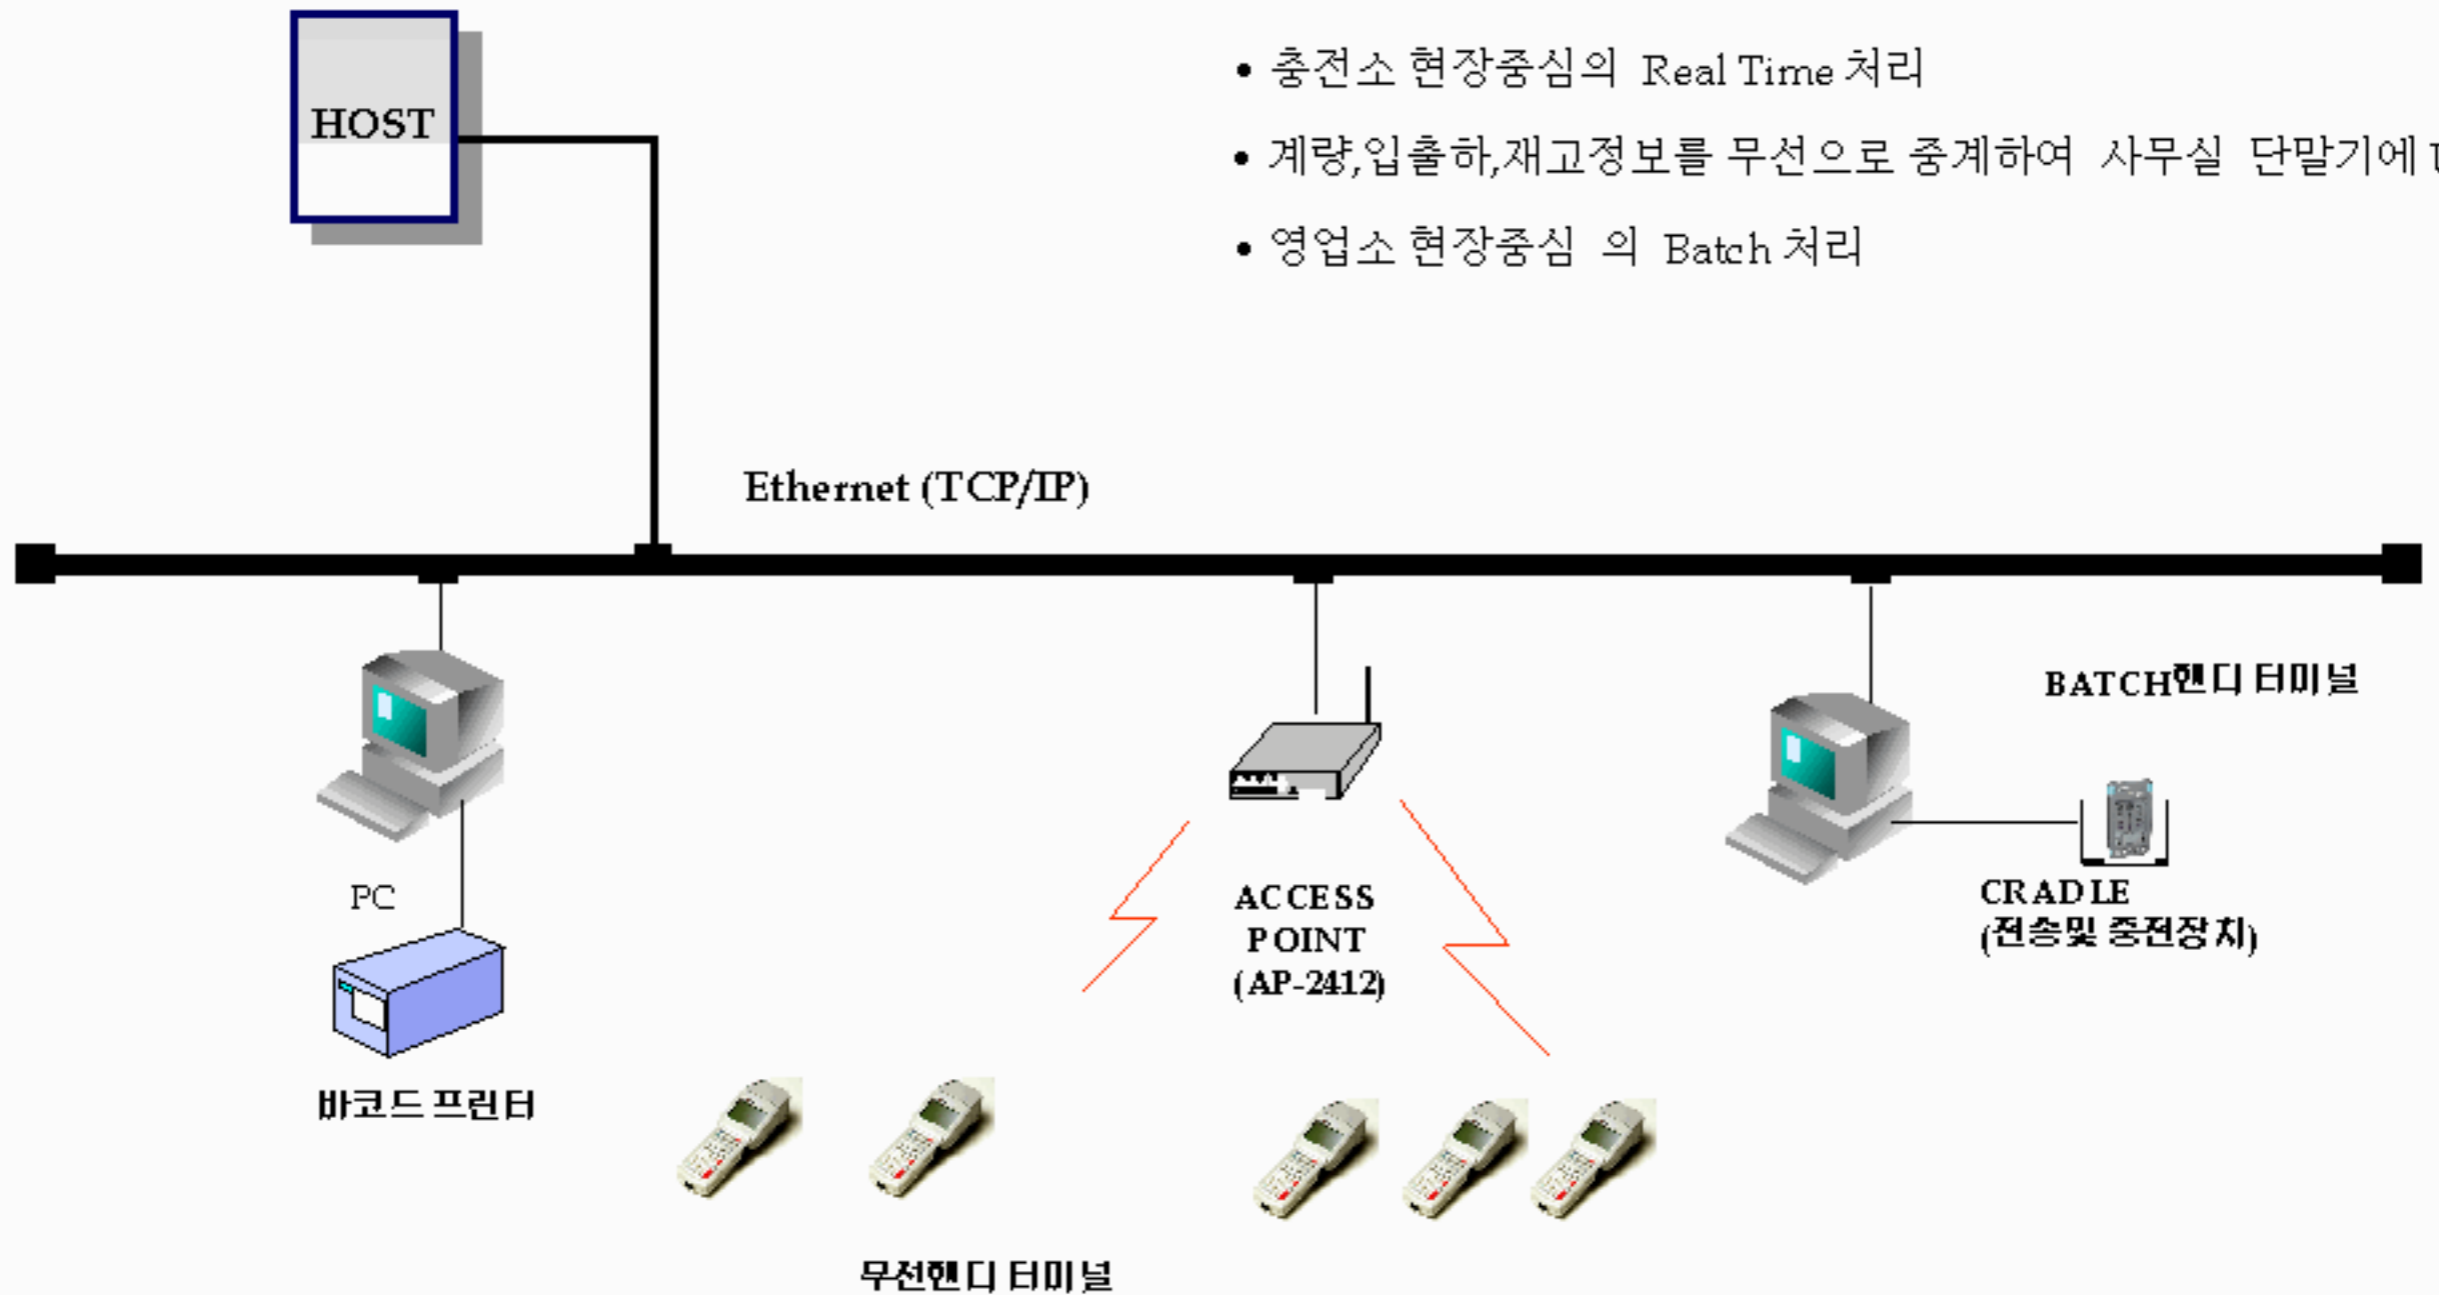 HOST
• 충전소 현장중심의 Real Time 처리
• 계량,입출하,재고정보를 무선으로 중계하여 사무실 단말기에
• 영업소 현장중심 의 Batch 처리
Ethernet (TCP/IP)
BATCH핸디 터미널
PC
ACCESS
POINT
(AP-2412)
CRADLE
(전송및 충전장치)
바코드 프린터
무선핸디 터미널